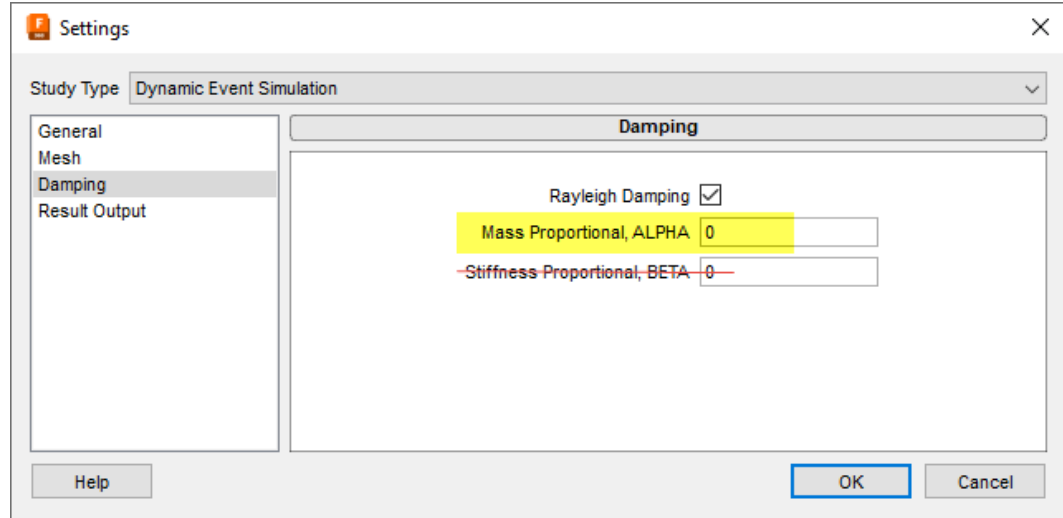 Settings
Study Type Dynamic Event Simulation
General
Mesh
Damping
Result Output
Damping
Rayleigh Damping
Mass Proportional, ALPHA 0
Stiffness Proportional, BETA 0
Help
OK
Cancel